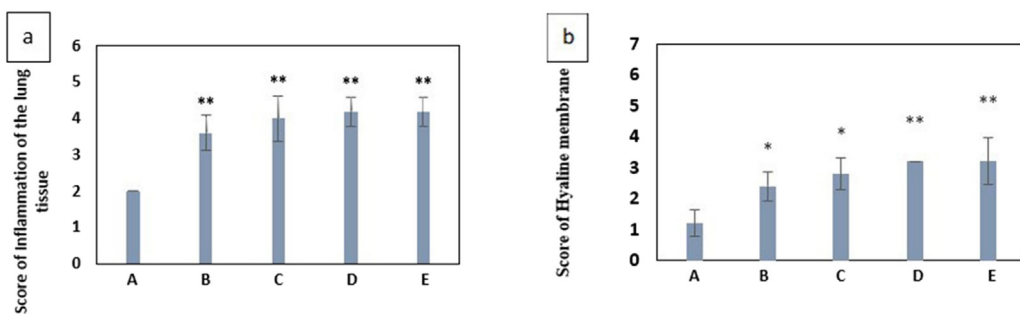 a
Score of Inflammation of the lung
tissue
6
5
4
3
2
1
0
** ** ** **
A B C D E
b
Score of Hyaline membrane
7
6
5
4
3
2
1
0
* * ** **
A B C D E